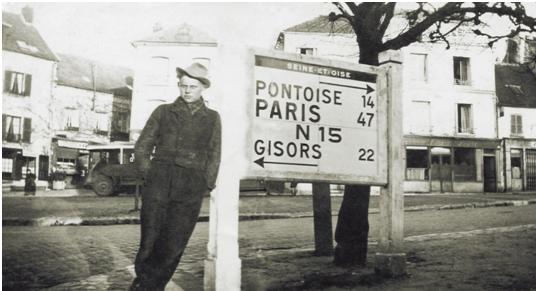 SEINE-ET-OISE
PONTOISE 14
PARIS 47
N 15
GISORS 22